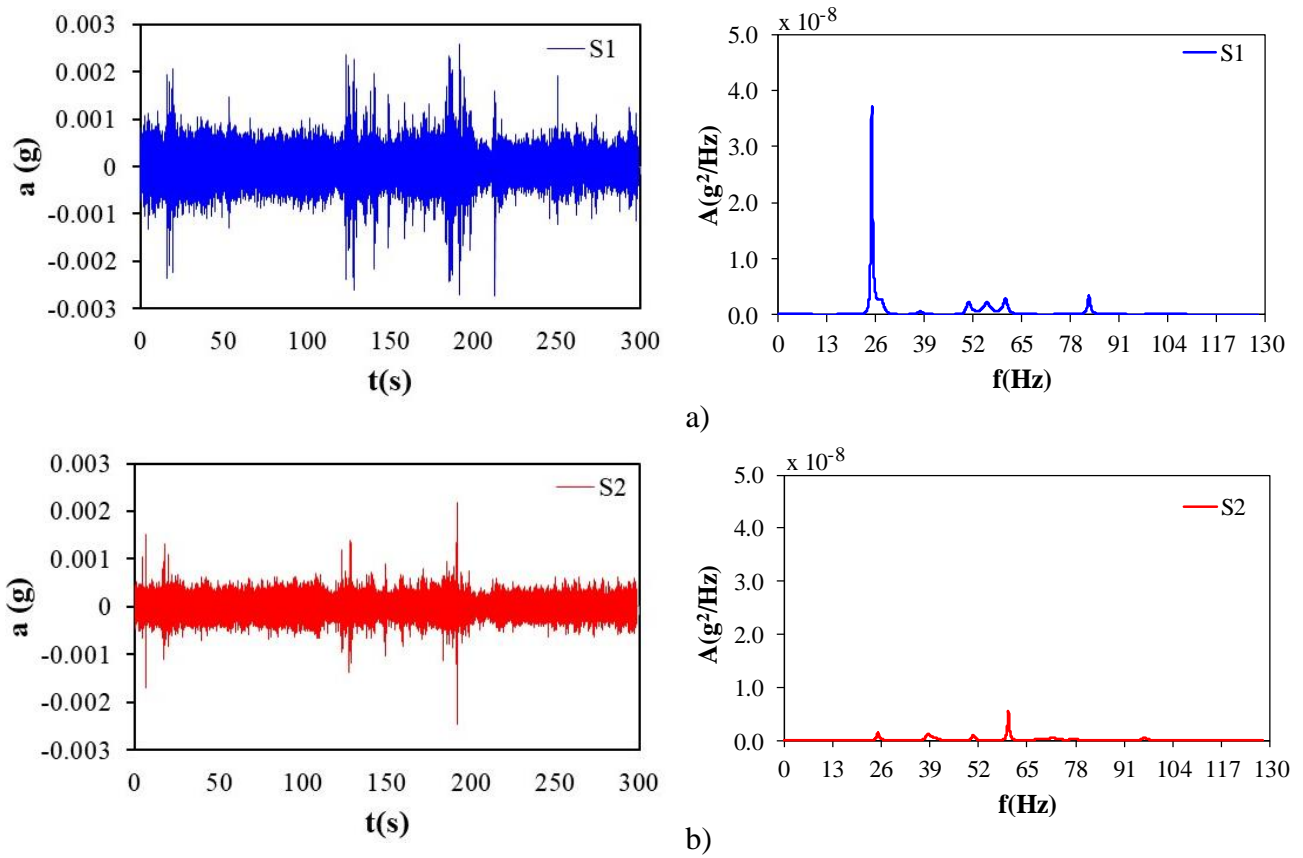 0.003
0.002
0.001
0
-0.001
-0.002
-0.003
a (g)
S1
0 50 100 150 200 250 300
t(s)
x 10⁻⁸
5.0
4.0
3.0
2.0
1.0
0.0
A(g²/Hz)
S1
0 13 26 39 52 65 78 91 104 117 130
f(Hz)
a)
0.003
0.002
0.001
0
-0.001
-0.002
-0.003
a (g)
S2
0 50 100 150 200 250 300
t(s)
x 10⁻⁸
5.0
4.0
3.0
2.0
1.0
0.0
A(g²/Hz)
S2
0 13 26 39 52 65 78 91 104 117 130
f(Hz)
b)